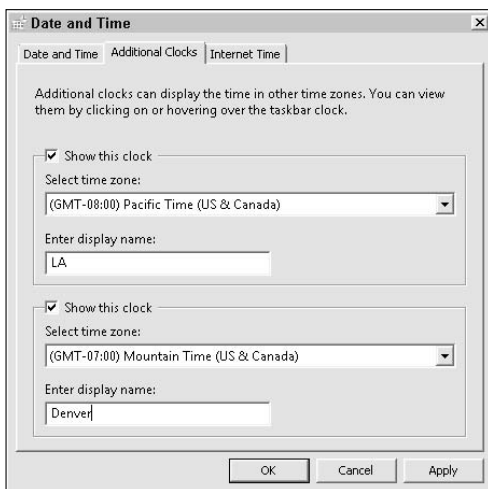 Date and Time
Date and Time Additional Clocks Internet Time
Additional clocks can display the time in other time zones. You can view
them by clicking on or hovering over the taskbar clock.
Show this clock
Select time zone:
(GMT-08:00) Pacific Time (US & Canada)
Enter display name:
LA
Show this clock
Select time zone:
(GMT-07:00) Mountain Time (US & Canada)
Enter display name:
Denver
OK Cancel Apply